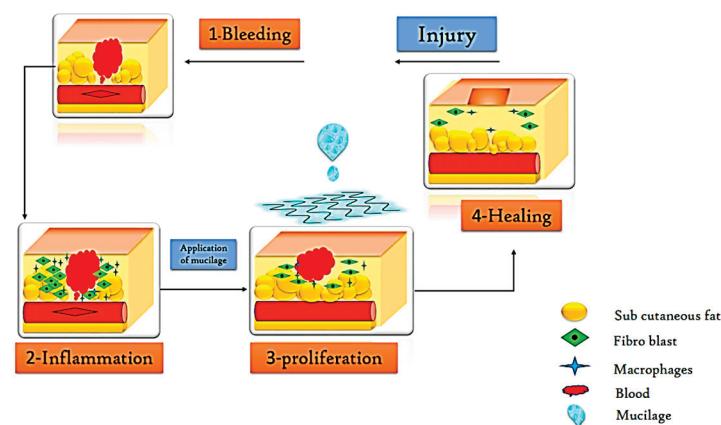 1-Bleeding
Injury
4-Healing
Application
of mucilage
2-Inflammation
3-proliferation
Sub cutaneous fat
Fibro blast
Macrophages
Blood
Mucilage